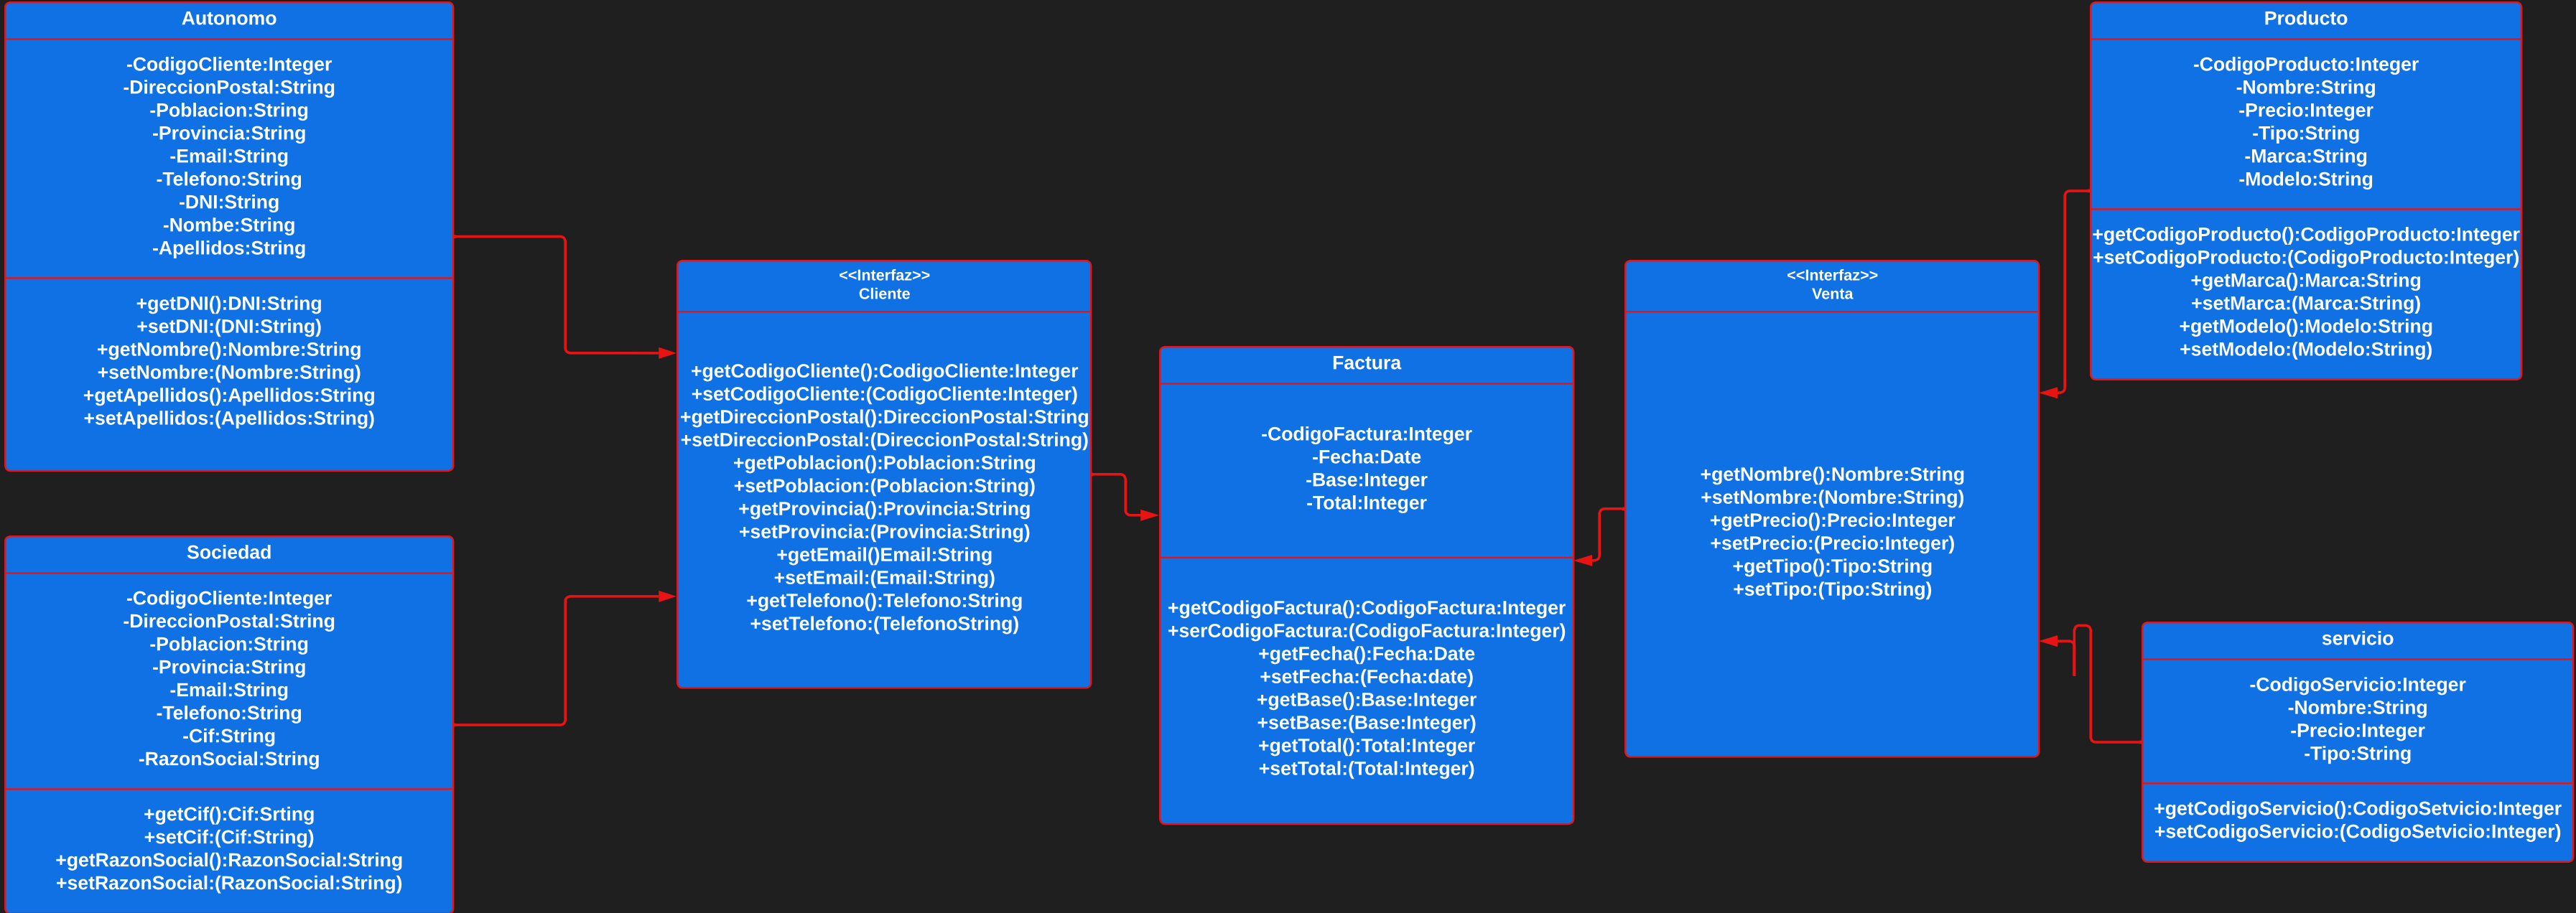 Autonomo
-CodigoCliente:Integer
-DireccionPostal:String
-Poblacion:String
-Provincia:String
-Email:String
-Telefono:String
-DNI:String
-Nombe:String
-Apellidos:String
+getDNI():DNI:String
+setDNI:(DNI:String)
+getNombre():Nombre:String
+setNombre:(Nombre:String)
+getApellidos():Apellidos:String
+setApellidos:(Apellidos:String)
Sociedad
-CodigoCliente:Integer
-DireccionPostal:String
-Poblacion:String
-Provincia:String
-Email:String
-Telefono:String
-Cif:String
-RazonSocial:String
+getCif():Cif:Srting
+setCif:(Cif:String)
+getRazonSocial():RazonSocial:String
+setRazonSocial:(RazonSocial:String)
<<Interfaz>>
Cliente
+getCodigoCliente():CodigoCliente:Integer
+setCodigoCliente:(CodigoCliente:Integer)
+getDireccionPostal():DireccionPostal:String
+setDireccionPostal:(DireccionPostal:String)
+getPoblacion():Poblacion:String
+setPoblacion:(Poblacion:String)
+getProvincia():Provincia:String
+setProvincia:(Provincia:String)
+getEmail()Email:String
+setEmail:(Email:String)
+getTelefono():Telefono:String
+setTelefono:(TelefonoString)
Factura
-CodigoFactura:Integer
-Fecha:Date
-Base:Integer
-Total:Integer
+getCodigoFactura():CodigoFactura:Integer
+serCodigoFactura:(CodigoFactura:Integer)
+getFecha():Fecha:Date
+setFecha:(Fecha:date)
+getBase():Base:Integer
+setBase:(Base:Integer)
+getTotal():Total:Integer
+setTotal:(Total:Integer)
<<Interfaz>>
Venta
+getNombre():Nombre:String
+setNombre:(Nombre:String)
+getPrecio():Precio:Integer
+setPrecio:(Precio:Integer)
+getTipo():Tipo:String
+setTipo:(Tipo:String)
Producto
-CodigoProducto:Integer
-Nombre:String
-Precio:Integer
-Tipo:String
-Marca:String
-Modelo:String
+getCodigoProducto():CodigoProducto:Integer
+setCodigoProducto:(CodigoProducto:Integer)
+getMarca():Marca:String
+setMarca:(Marca:String)
+getModelo():Modelo:String
+setModelo:(Modelo:String)
servicio
-CodigoServicio:Integer
-Nombre:String
-Precio:Integer
-Tipo:String
+getCodigoServicio():CodigoSetvicio:Integer
+setCodigoServicio:(CodigoSetvicio:Integer)